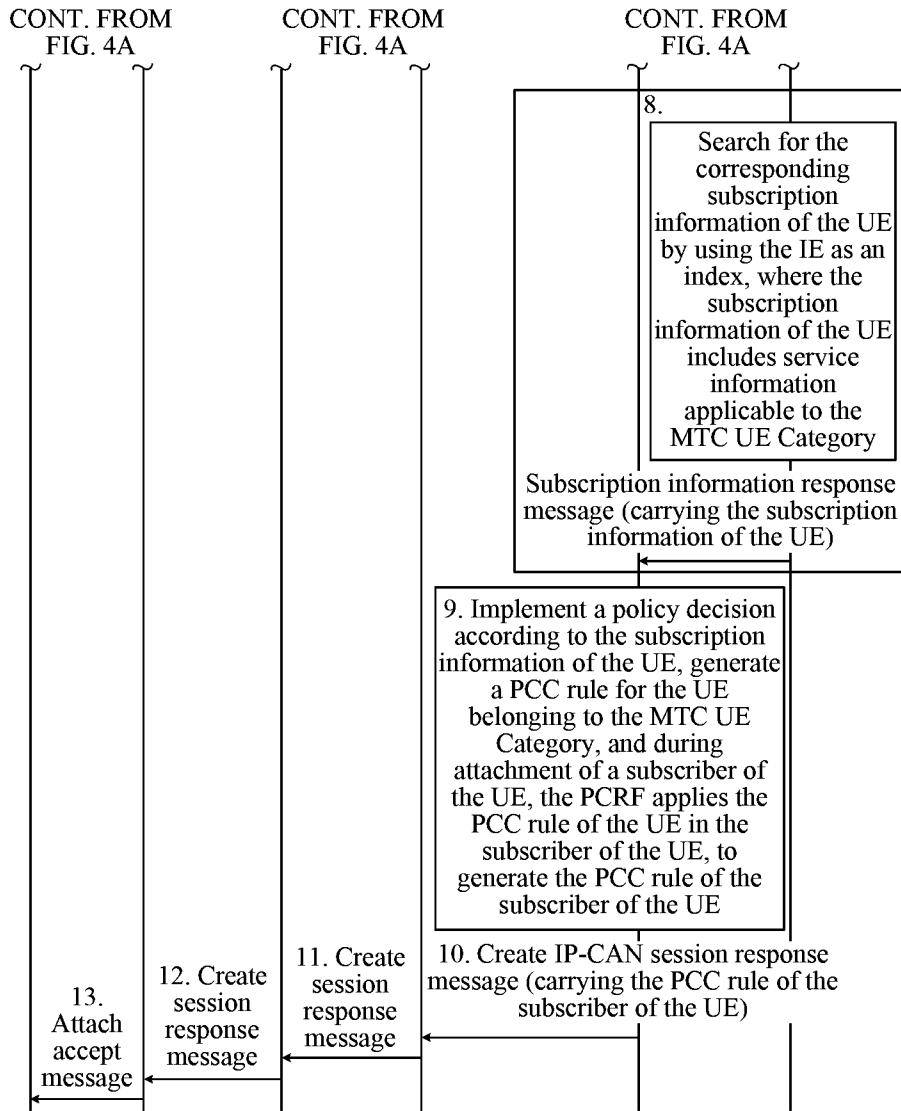 CONT. FROM
FIG. 4A
CONT. FROM
FIG. 4A
CONT. FROM
FIG. 4A
8.
Search for the
corresponding
subscription
information of the UE
by using the IE as an
index, where the
subscription
information of the UE
includes service
information
applicable to the
MTC UE Category
Subscription information response
message (carrying the subscription
information of the UE)
9. Implement a policy decision
according to the subscription
information of the UE, generate
a PCC rule for the UE
belonging to the MTC UE
Category, and during
attachment of a subscriber of
the UE, the PCRF applies the
PCC rule of the UE in the
subscriber of the UE, to
generate the PCC rule of the
subscriber of the UE
10. Create IP-CAN session response
message (carrying the PCC rule of the
subscriber of the UE)
11. Create
session
response
message
12. Create
session
response
message
13.
Attach
accept
message